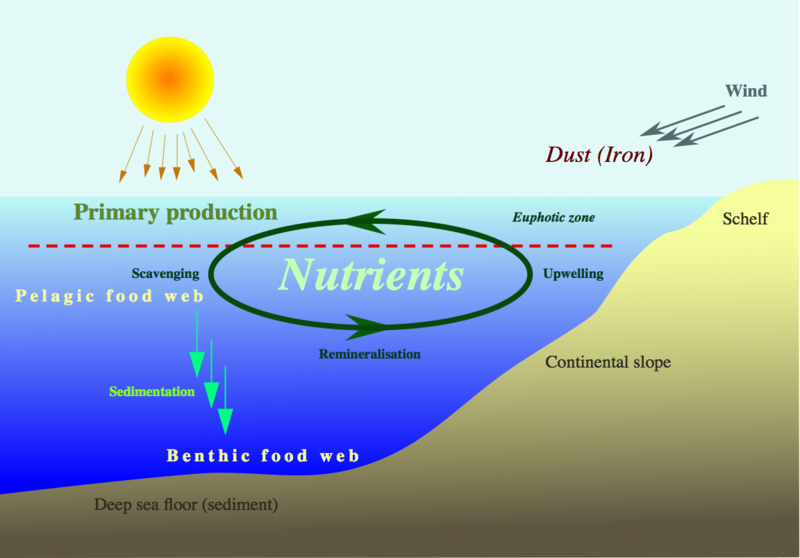 Wind
Dust (Iron)
Primary production
Euphotic zone
Schelf
Scavenging
Nutrients
Upwelling
Pelagic food web
Remineralisation
Continental slope
Sedimentation
Benthic food web
Deep sea floor (sediment)